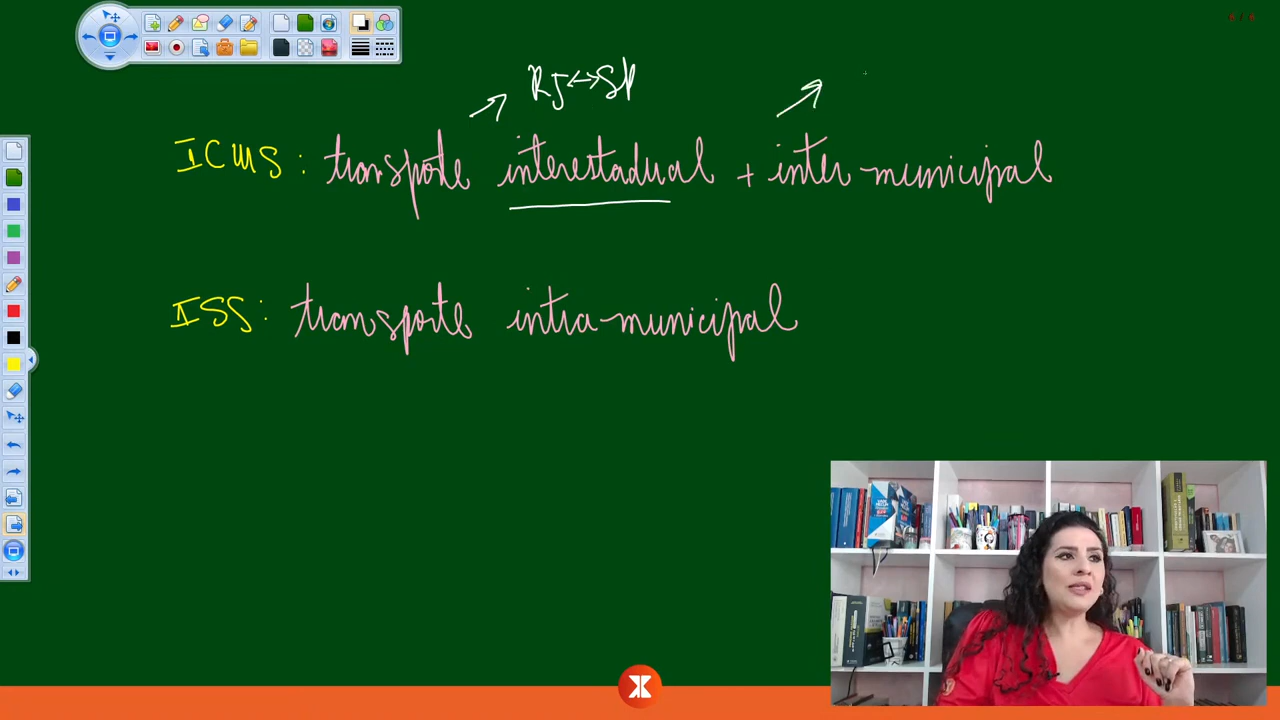 RJ↔SP
ICMS: transporte interestadual + inter-municipal
ISS: transporte intra-municipal